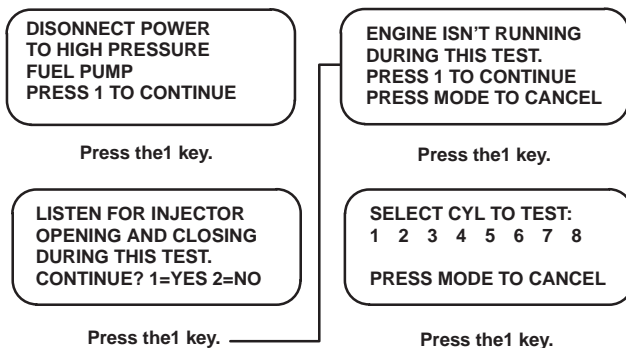 DISONNECT POWER
TO HIGH PRESSURE
FUEL PUMP
PRESS 1 TO CONTINUE
Press the1 key.
LISTEN FOR INJECTOR
OPENING AND CLOSING
DURING THIS TEST.
CONTINUE? 1=YES 2=NO
Press the1 key.
ENGINE ISN’T RUNNING
DURING THIS TEST.
PRESS 1 TO CONTINUE
PRESS MODE TO CANCEL
Press the1 key.
SELECT CYL TO TEST:
1 2 3 4 5 6 7 8
PRESS MODE TO CANCEL
Press the1 key.